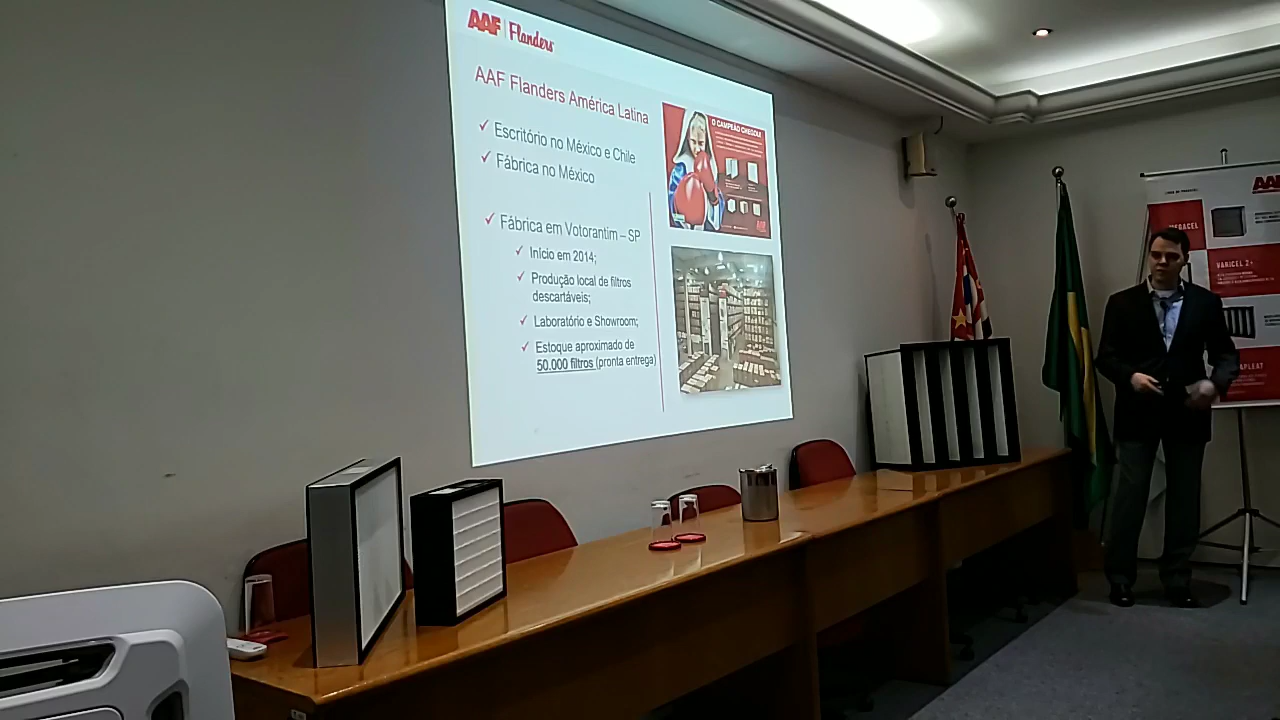 AAF Flanders
AAF Flanders América Latina
✓ Escritório no México e Chile
✓ Fábrica no México
✓ Fábrica em Votorantim – SP
✓ Início em 2014;
✓ Produção local de filtros
descartáveis;
✓ Laboratório e Showroom;
✓ Estoque aproximado de
50.000 filtros (pronta entrega)
O CAMPEÃO CHEGOU!
VARICEL 2+